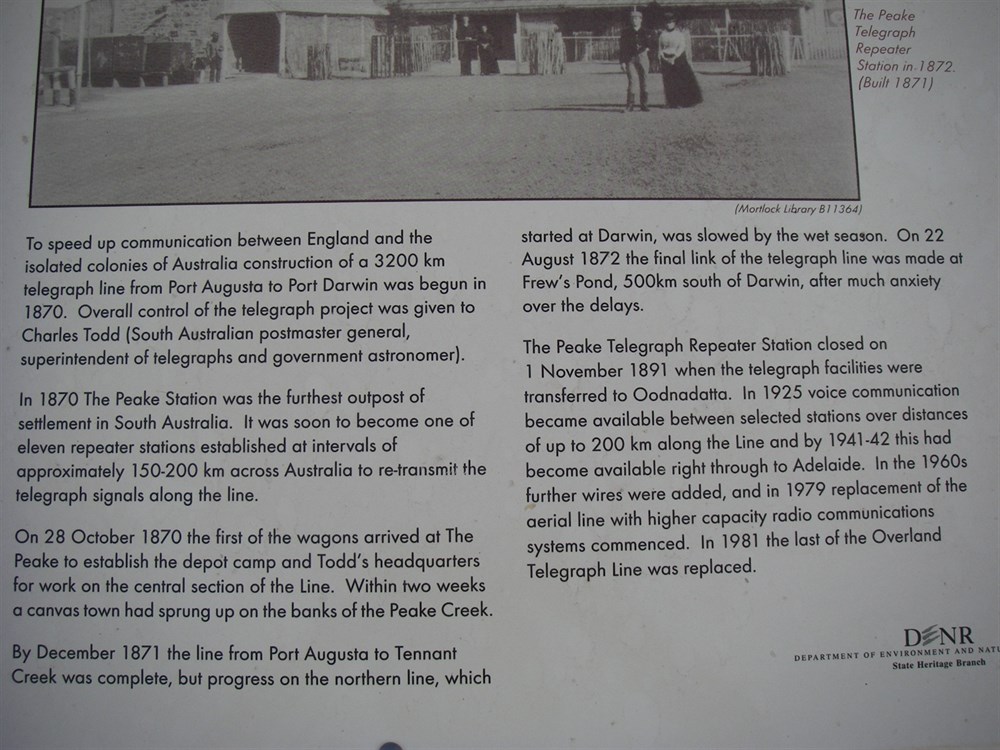 The Peake
Telegraph
Repeater
Station in 1872.
(Built 1871)
(Mortlock Library B11364)
To speed up communication between England and the
isolated colonies of Australia construction of a 3200 km
telegraph line from Port Augusta to Port Darwin was begun in
1870. Overall control of the telegraph project was given to
Charles Todd (South Australian postmaster general,
superintendent of telegraphs and government astronomer).
In 1870 The Peake Station was the furthest outpost of
settlement in South Australia. It was soon to become one of
eleven repeater stations established at intervals of
approximately 150-200 km across Australia to re-transmit the
telegraph signals along the line.
On 28 October 1870 the first of the wagons arrived at The
Peake to establish the depot camp and Todd's headquarters
for work on the central section of the Line. Within two weeks
a canvas town had sprung up on the banks of the Peake Creek.
By December 1871 the line from Port Augusta to Tennant
Creek was complete, but progress on the northern line, which
started at Darwin, was slowed by the wet season. On 22
August 1872 the final link of the telegraph line was made at
Frew's Pond, 500km south of Darwin, after much anxiety
over the delays.
The Peake Telegraph Repeater Station closed on
1 November 1891 when the telegraph facilities were
transferred to Oodnadatta. In 1925 voice communication
became available between selected stations over distances
of up to 200 km along the Line and by 1941-42 this had
become available right through to Adelaide. In the 1960s
further wires were added, and in 1979 replacement of the
aerial line with higher capacity radio communications
systems commenced. In 1981 the last of the Overland
Telegraph Line was replaced.
DENR
DEPARTMENT OF ENVIRONMENT AND NATU
State Heritage Branch